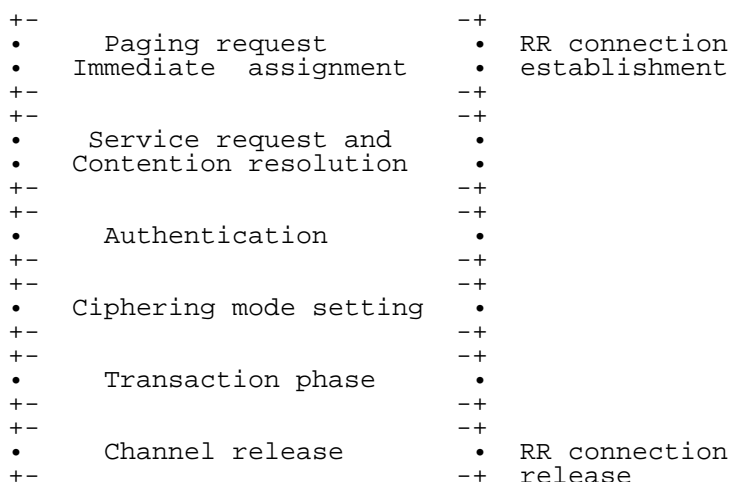 +-                          -+
•     Paging request         •  RR connection
•   Immediate  assignment    •  establishment
+-                          -+
+-                          -+
•    Service request and     •
•   Contention resolution    •
+-                          -+
+-                          -+
•     Authentication         •
+-                          -+
+-                          -+
•   Ciphering mode setting   •
+-                          -+
+-                          -+
•     Transaction phase      •
+-                          -+
+-                          -+
•     Channel release        •  RR connection
+-                          -+  release